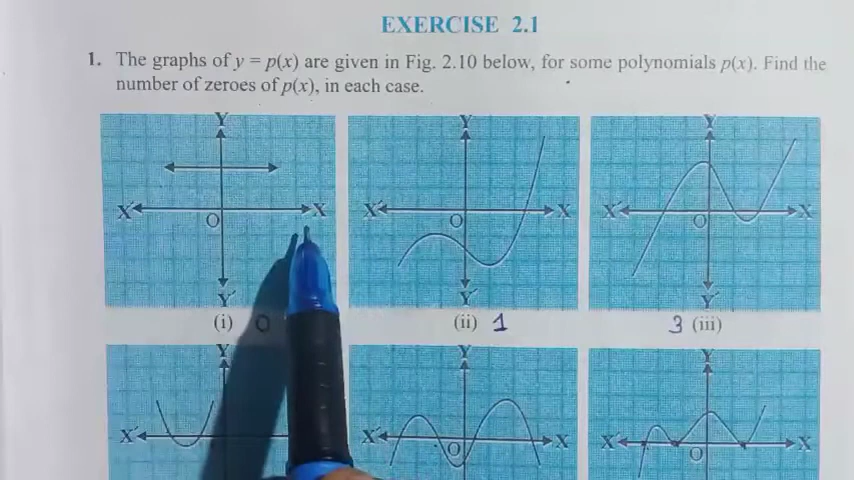 EXERCISE 2.1
1. The graphs of y = p(x) are given in Fig. 2.10 below, for some polynomials p(x). Find the
number of zeroes of p(x), in each case.
Y Y Y
X′ O X X′ O X X′ O X
Y′ Y′ Y′
(i) 0 (ii) 1 3 (iii)
Y Y Y
X′ X′ O X X′ O X